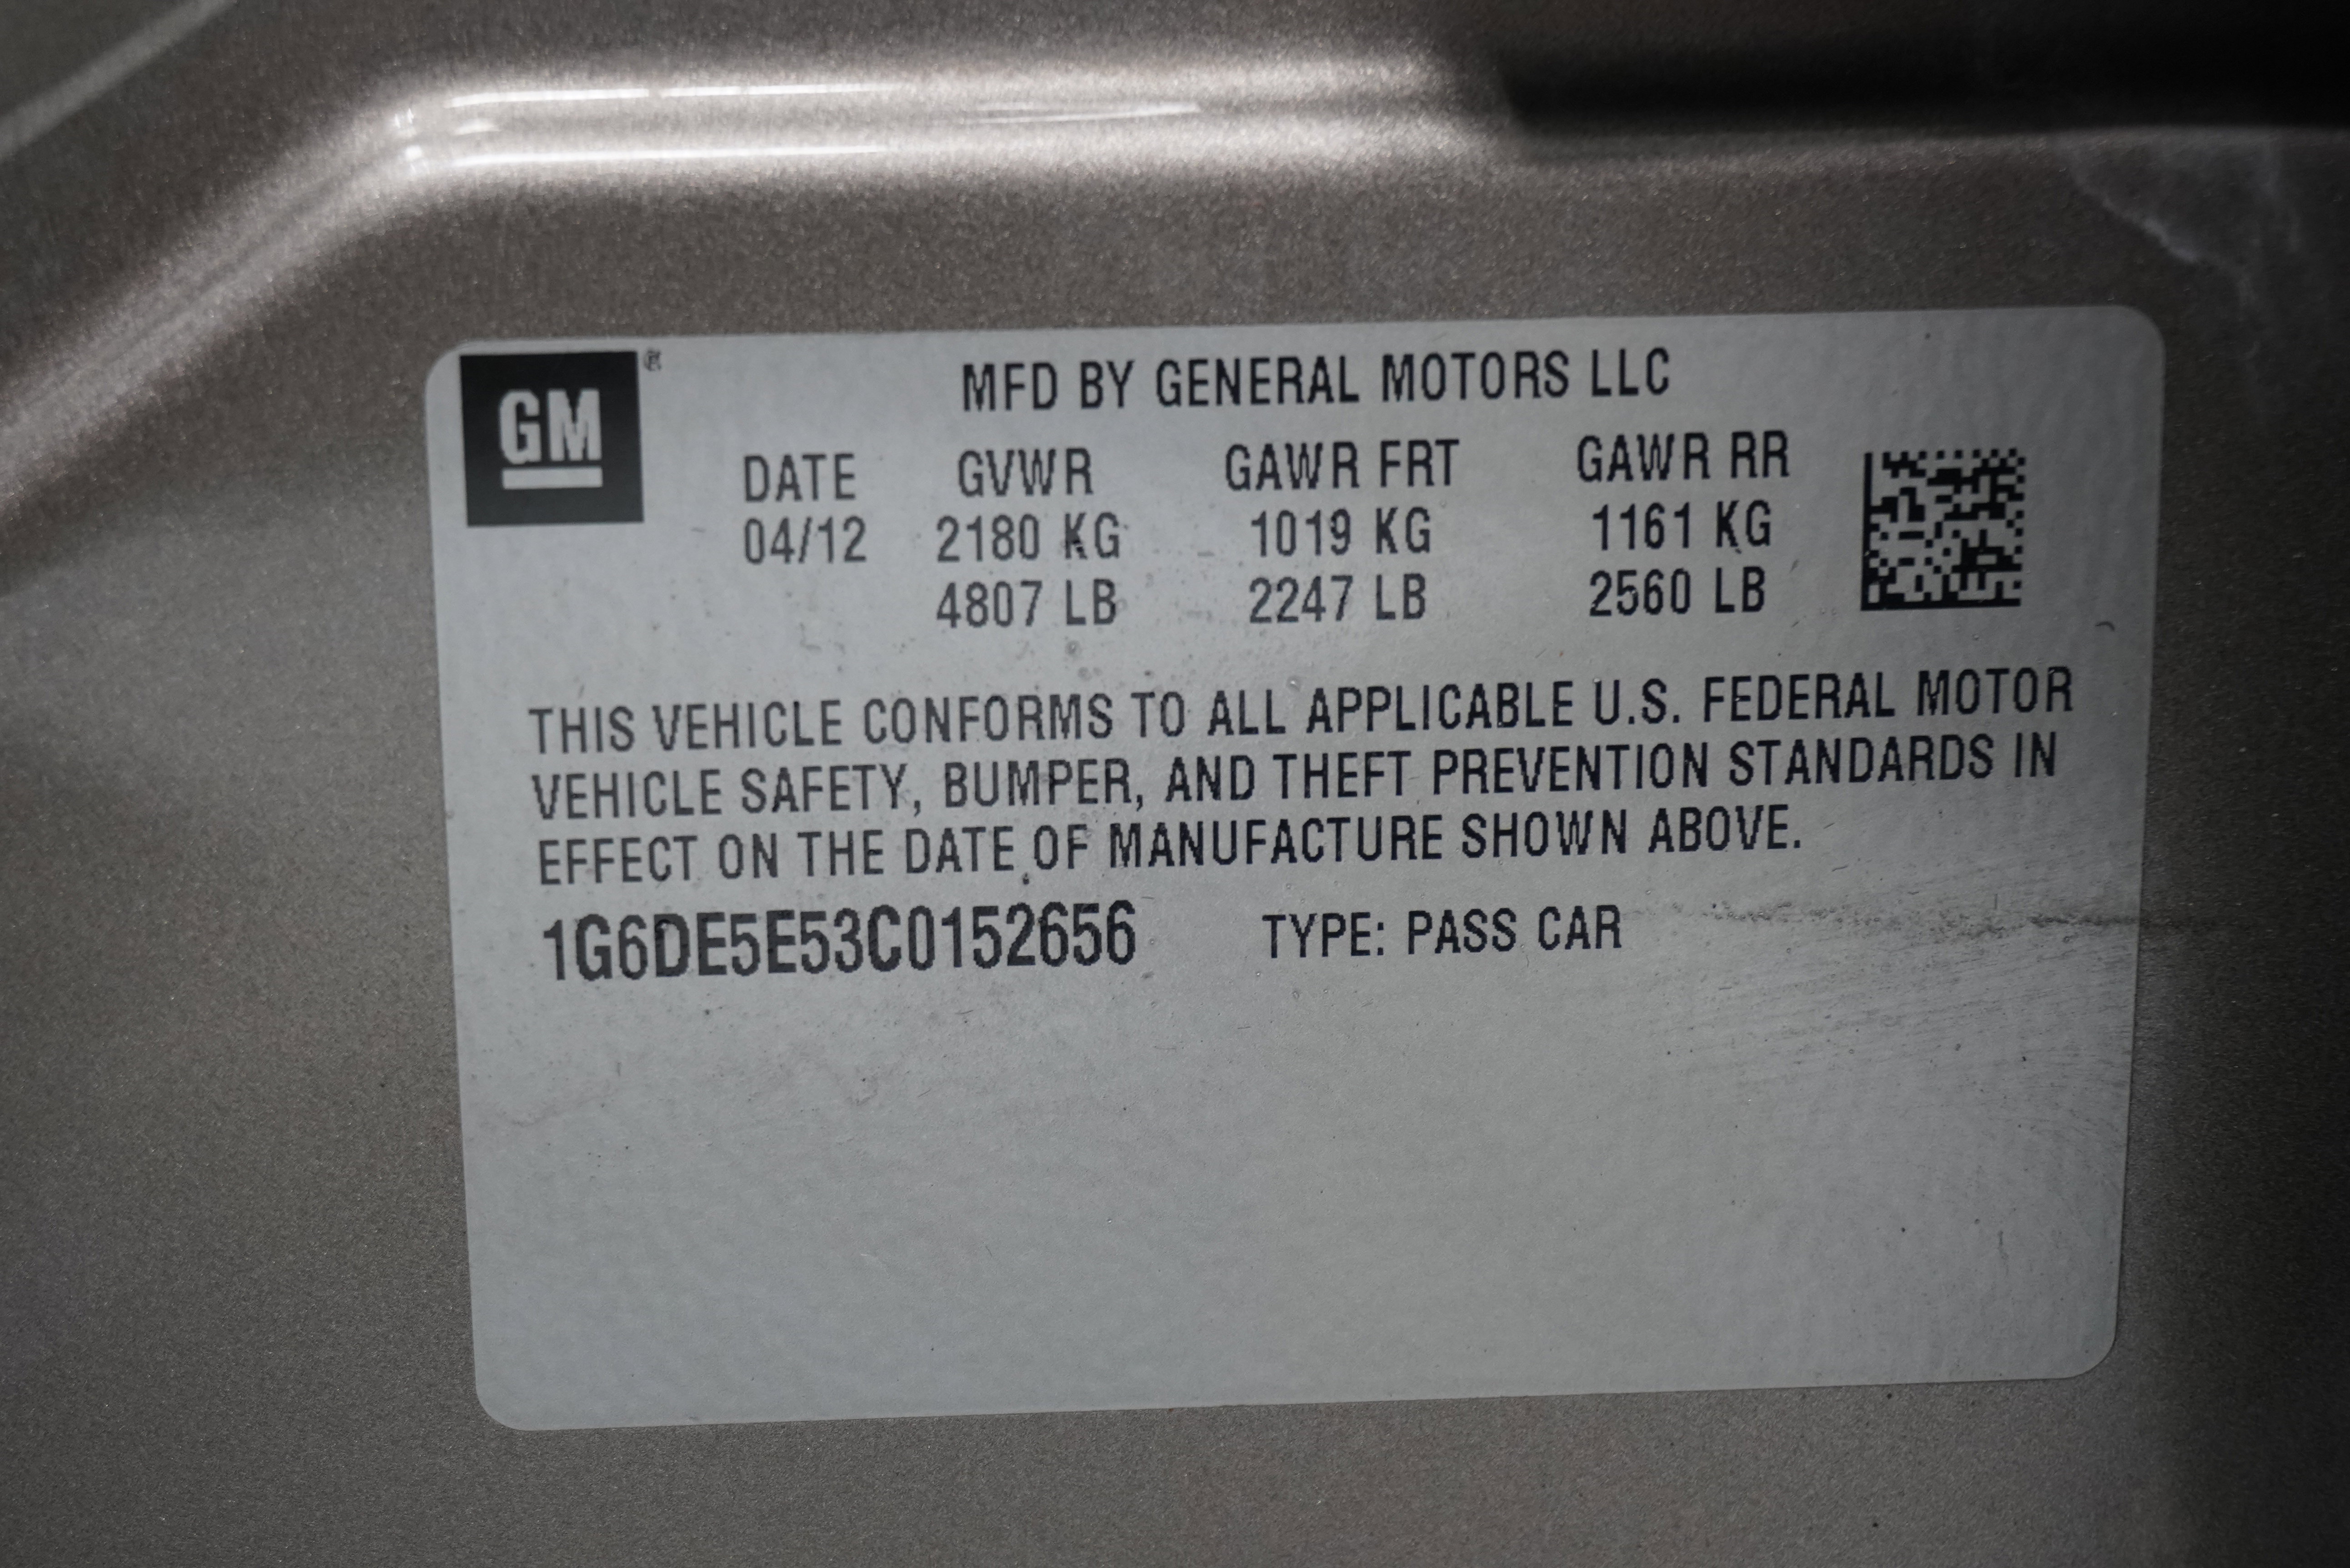 GM ®
MFD BY GENERAL MOTORS LLC
DATE GVWR GAWR FRT GAWR RR
04/12 2180 KG 1019 KG 1161 KG
4807 LB 2247 LB 2560 LB
THIS VEHICLE CONFORMS TO ALL APPLICABLE U.S. FEDERAL MOTOR
VEHICLE SAFETY, BUMPER, AND THEFT PREVENTION STANDARDS IN
EFFECT ON THE DATE OF MANUFACTURE SHOWN ABOVE.
1G6DE5E53C0152656 TYPE: PASS CAR